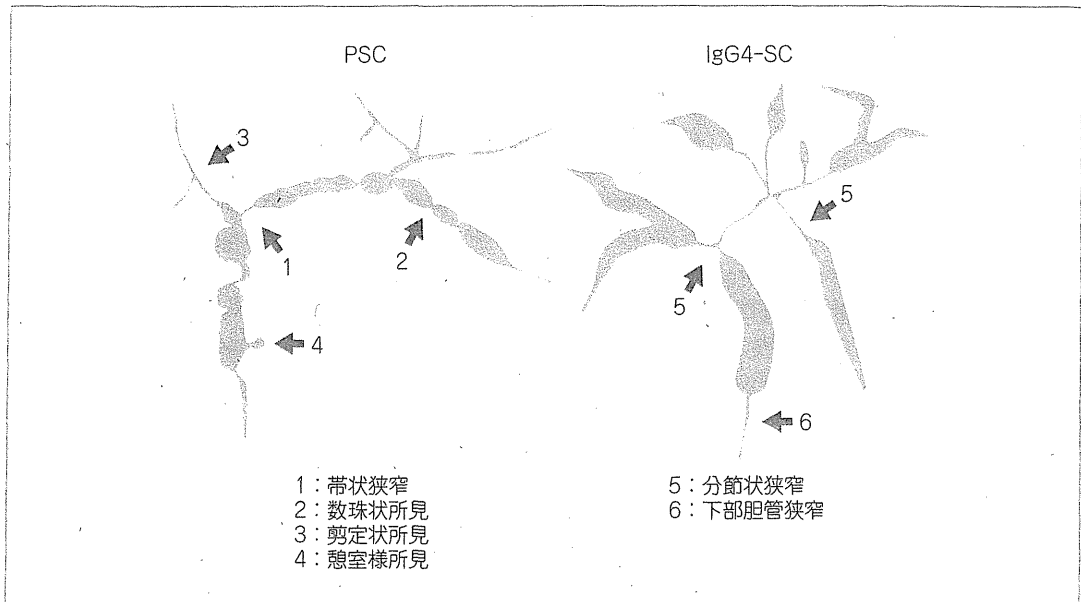 PSC
IgG4-SC
3
1
2
4
5
5
6
1：帯状狭窄
2：数珠状所見
3：剪定状所見
4：憩室様所見
5：分節状狭窄
6：下部胆管狭窄